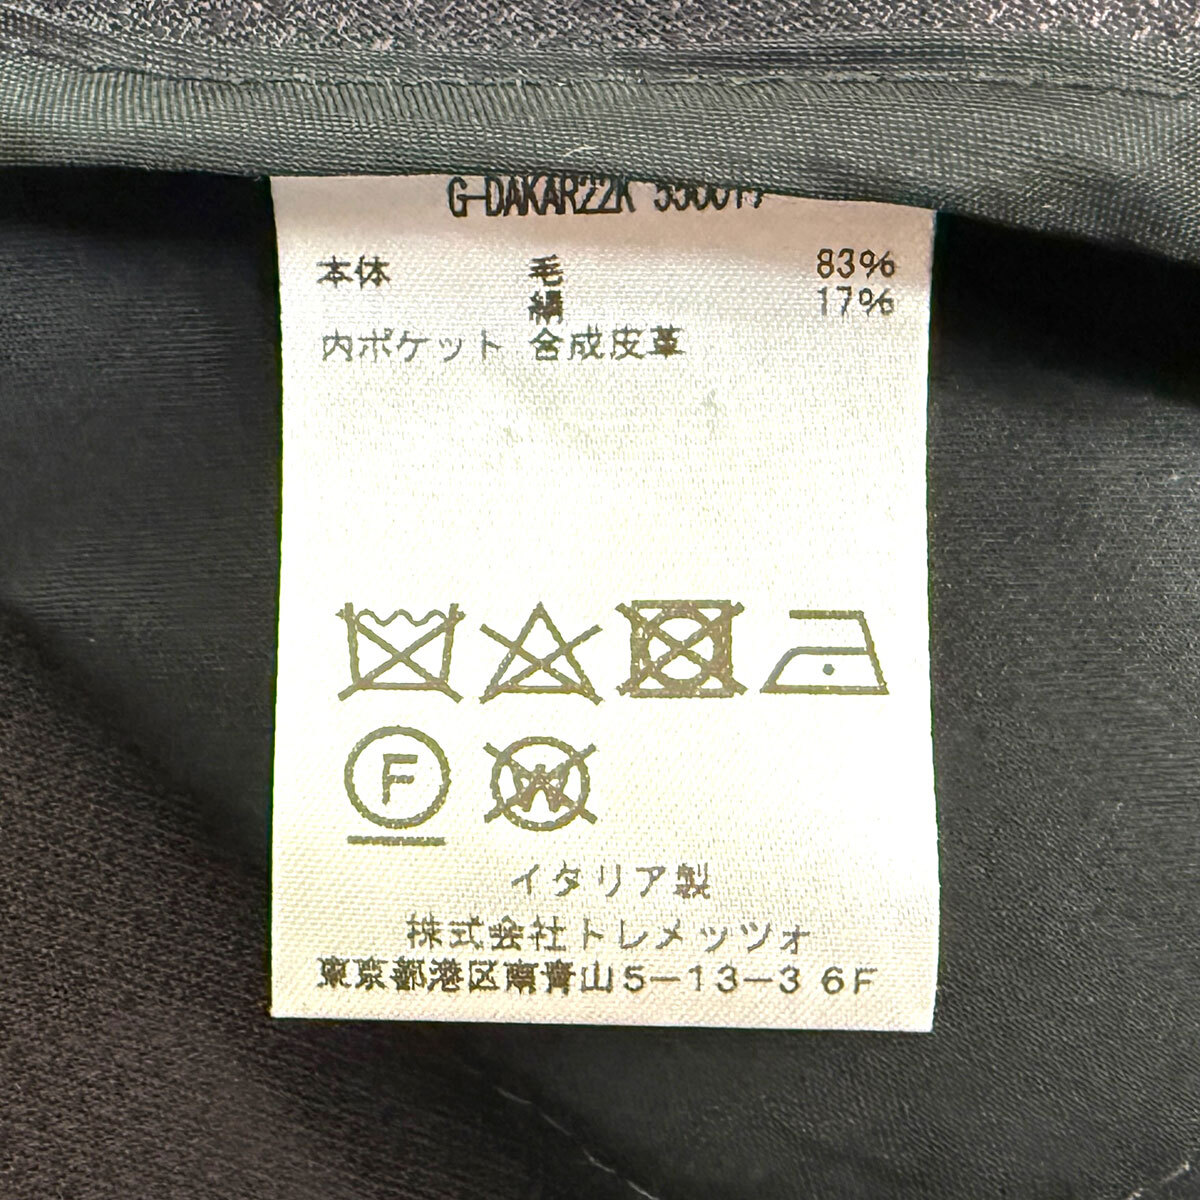 G-DAKAR22K
本体 毛 83%
絹 17%
内ポケット 合成皮革
F
W
イタリア製
株式会社トレメッツォ
東京都港区南青山5-13-3 6F